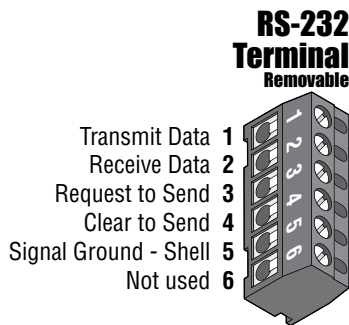 RS-232
Terminal
Removable
Transmit Data 1
Receive Data 2
Request to Send 3
Clear to Send 4
Signal Ground - Shell 5
Not used 6
1
2
3
4
5
6